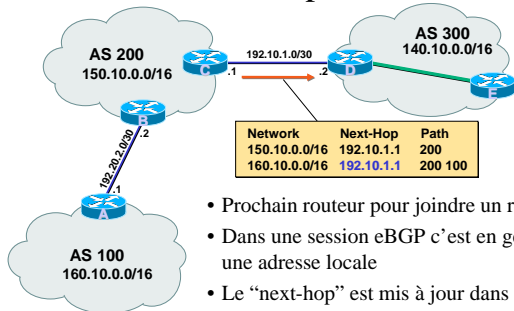 AS 300
140.10.0.0/16
AS 200
150.10.0.0/16
192.10.1.0/30
C
.1
.2
D
E
B
.2
192.20.2.0/30
.1
A
Network Next-Hop Path
150.10.0.0/16 192.10.1.1 200
160.10.0.0/16 192.10.1.1 200 100
AS 100
160.10.0.0/16
• Prochain routeur pour joindre un
• Dans une session eBGP c’est en
une adresse locale
• Le “next-hop” est mis à jour dans